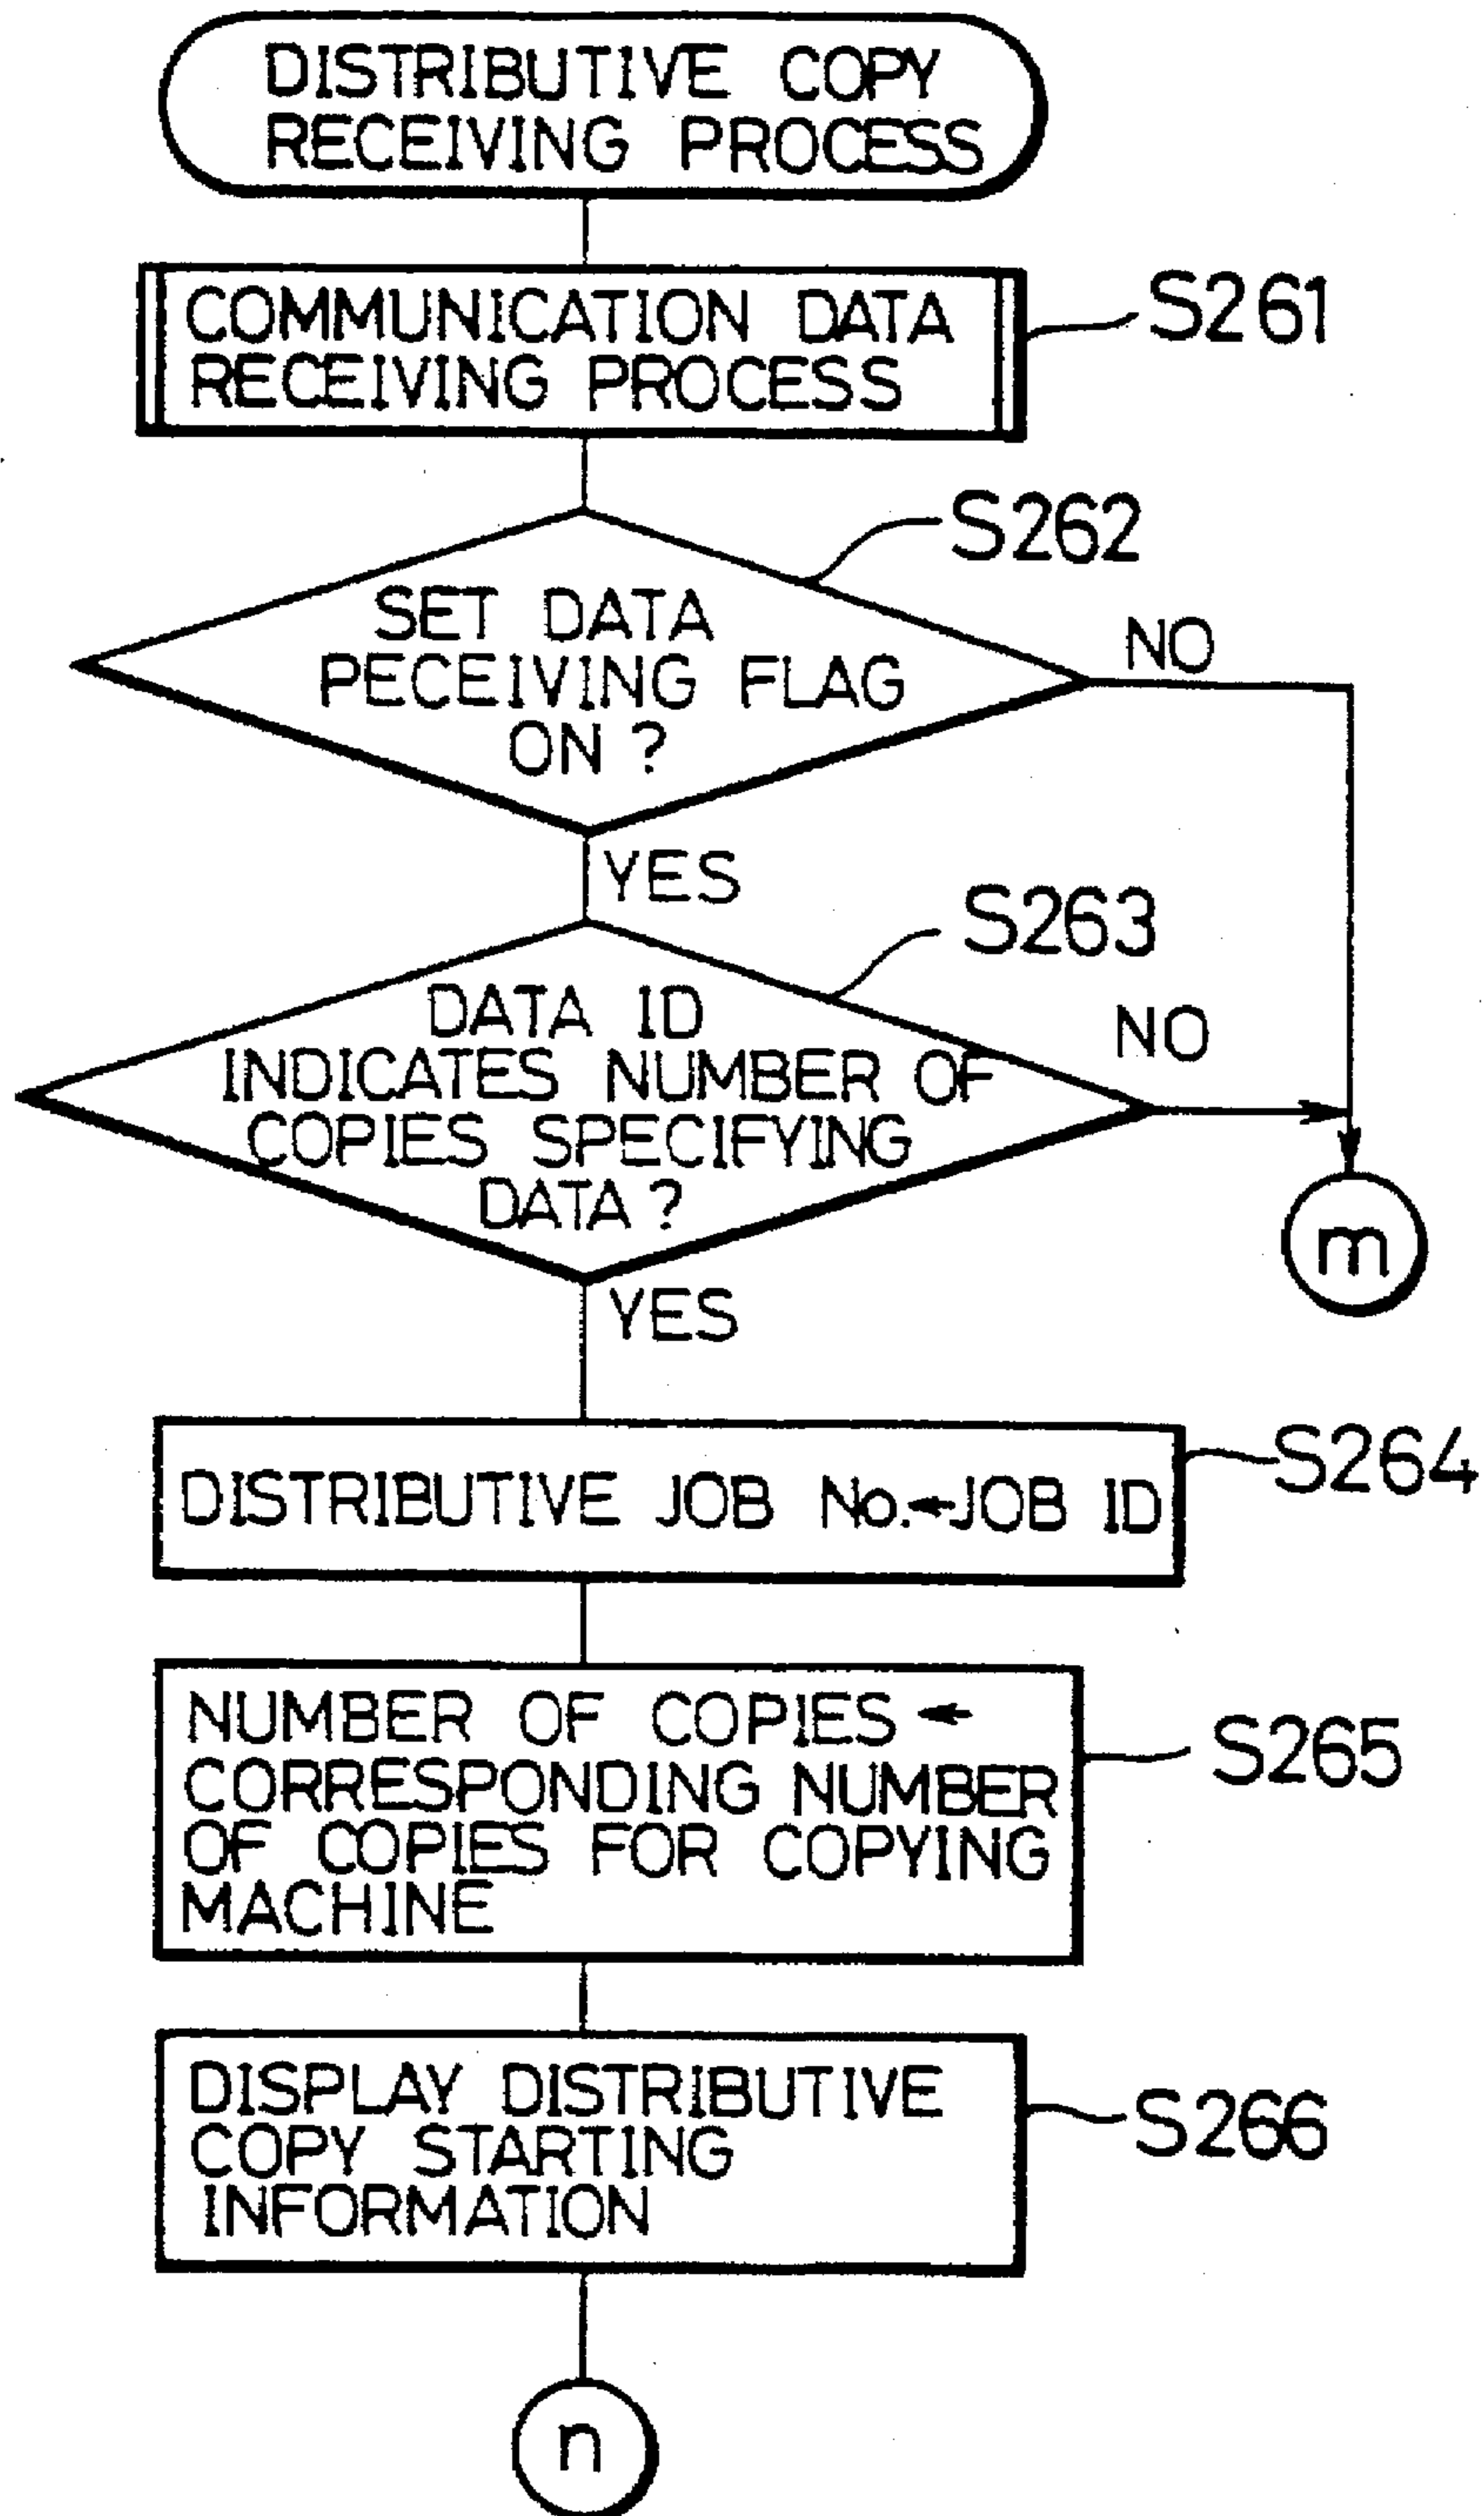 DISTRIBUTIVE COPY
RECEIVING PROCESS
COMMUNICATION DATA
RECEIVING PROCESS
S261
S262
SET DATA
PECEIVING FLAG
ON ?
NO
YES
S263
DATA ID
INDICATES NUMBER OF
COPIES SPECIFYING
DATA ?
NO
m
YES
DISTRIBUTIVE JOB No.←JOB ID
S264
NUMBER OF COPIES ←
CORRESPONDING NUMBER
OF COPIES FOR COPYING
MACHINE
S265
DISPLAY DISTRIBUTIVE
COPY STARTING
INFORMATION
S266
n